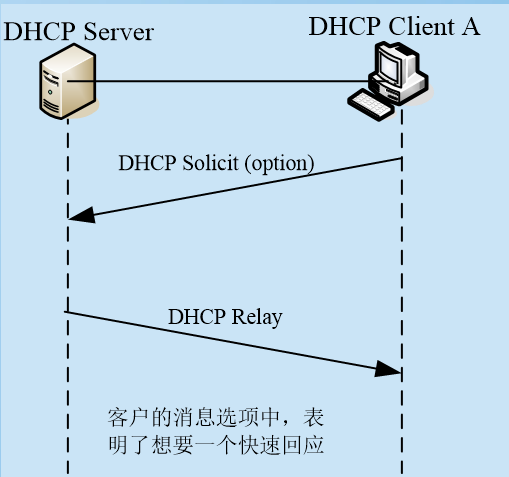 DHCP Server
DHCP Client A
DHCP Solicit (option)
DHCP Relay
客户的消息选项中，表
明了想要一个快速回应